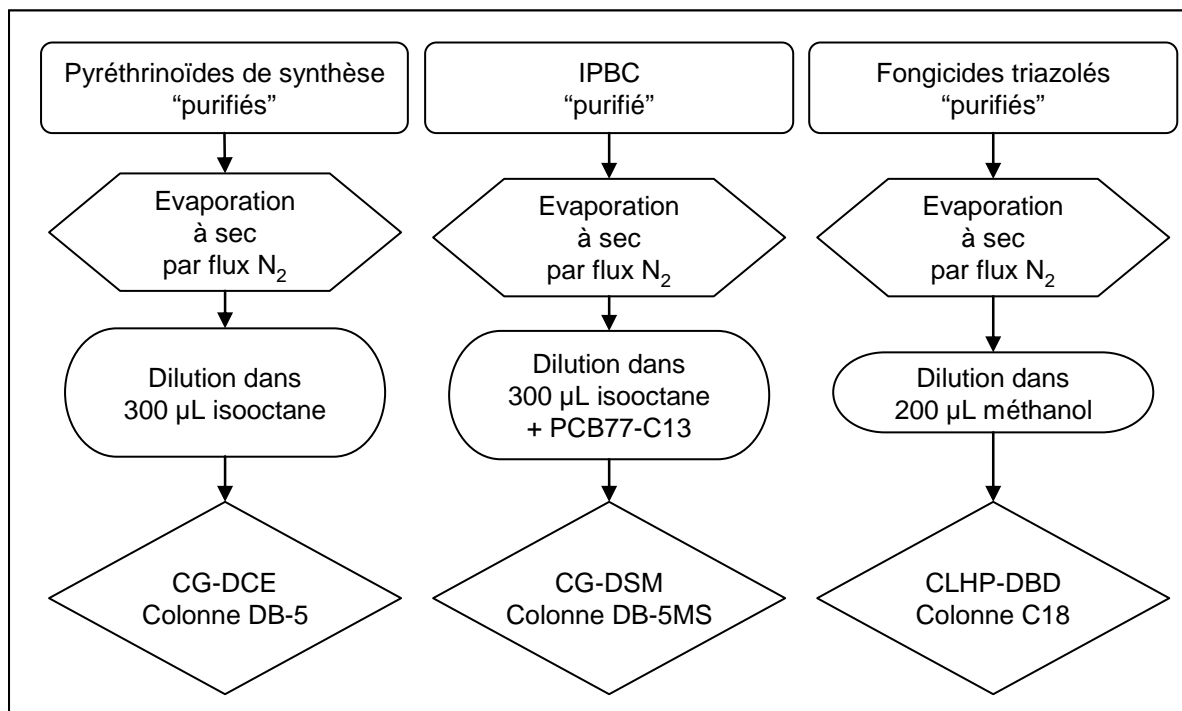 Pyréthrinoïdes de synthèse
“purifiés”
Evaporation
à sec
par flux N2
Dilution dans
300 µL isooctane
CG-DCE
Colonne DB-5
IPBC
“purifié”
Evaporation
à sec
par flux N2
Dilution dans
300 µL isooctane
+ PCB77-C13
CG-DSM
Colonne DB-5MS
Fongicides triazolés
“purifiés”
Evaporation
à sec
par flux N2
Dilution dans
200 µL méthanol
CLHP-DBD
Colonne C18